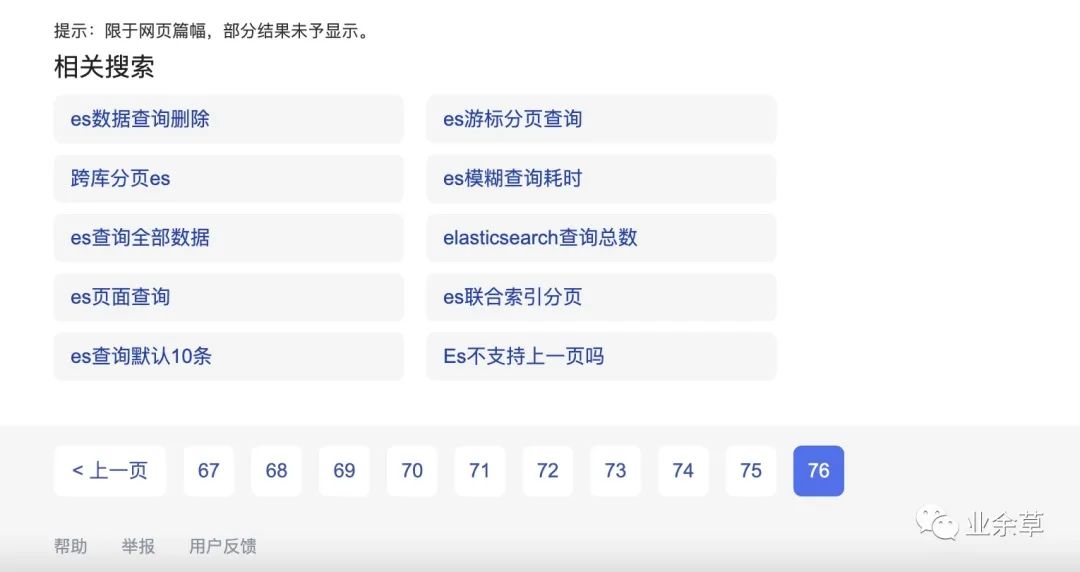 提示：限于网页篇幅，部分结果未予显示。
相关搜索
es数据查询删除 es游标分页查询
跨库分页es es模糊查询耗时
es查询全部数据 elasticsearch查询总数
es页面查询 es联合索引分页
es查询默认10条 Es不支持上一页吗
< 上一页 67 68 69 70 71 72 73 74 75 76
业余草
帮助 举报 用户反馈